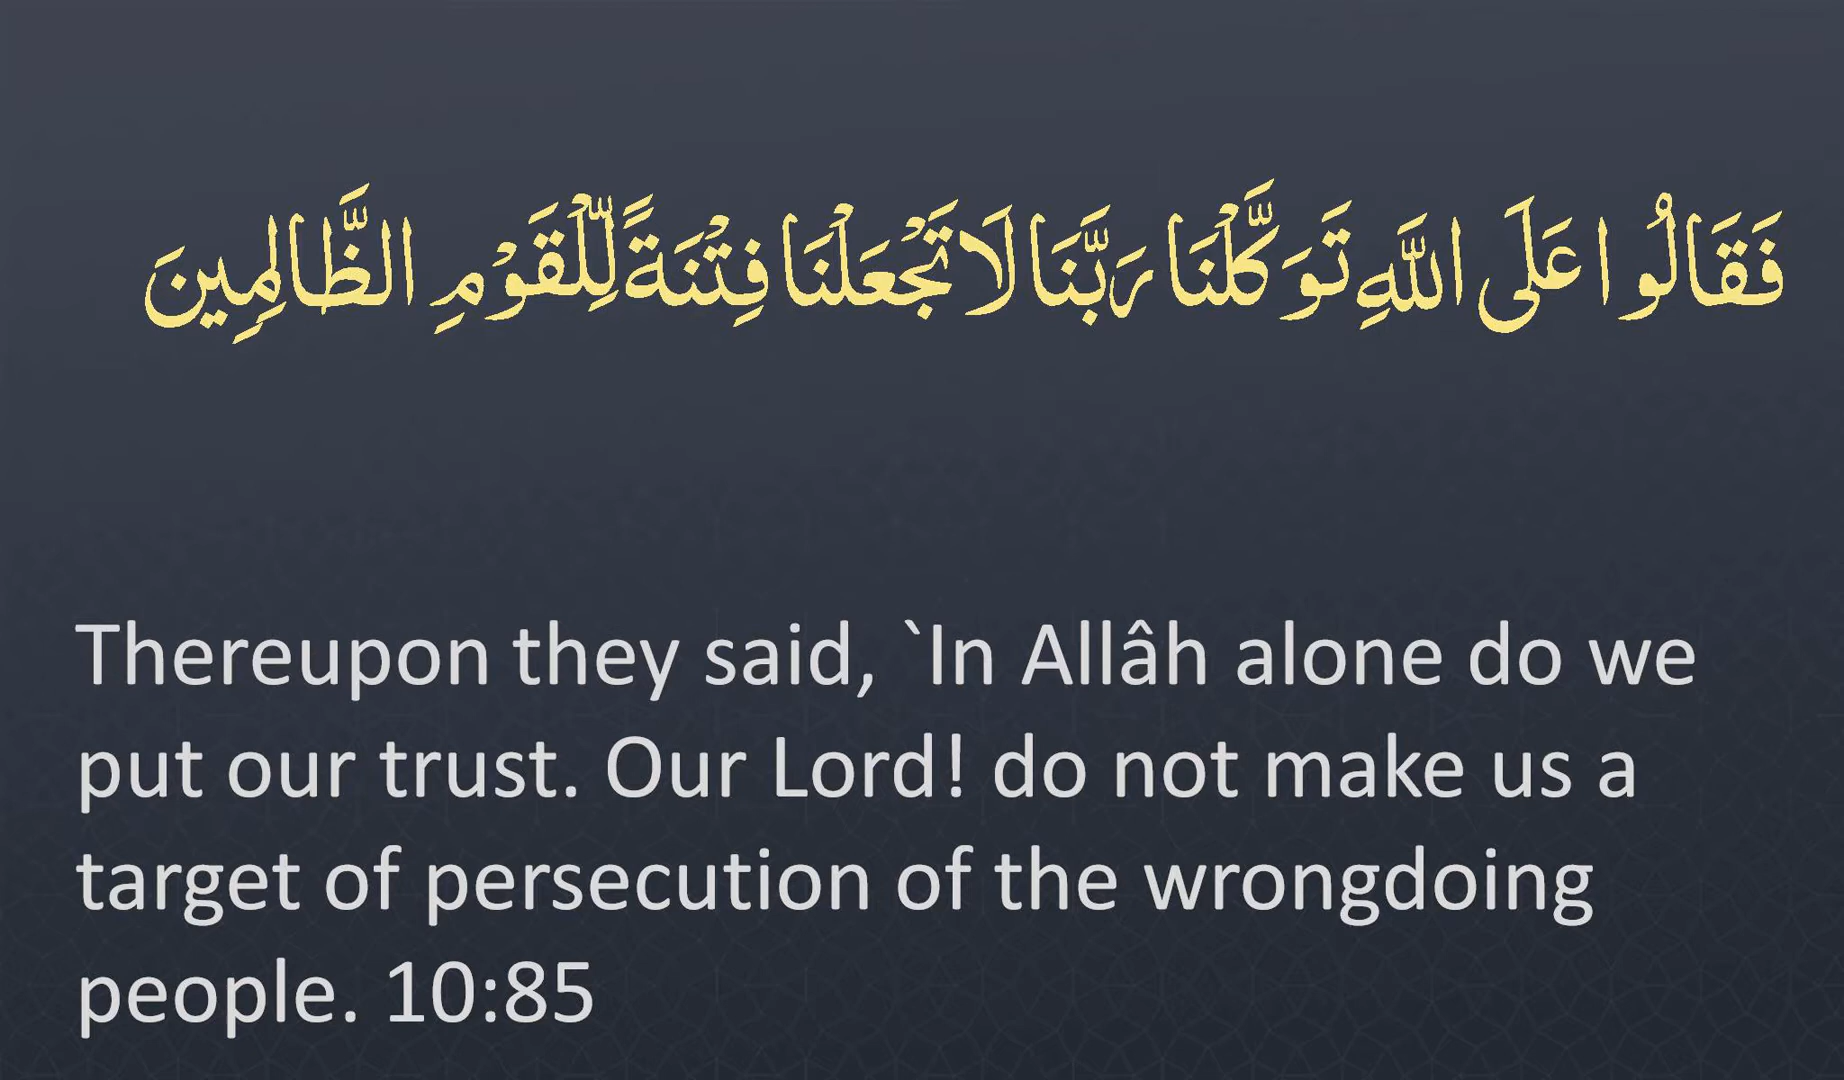 فَقَالُوا عَلَى اللَّهِ تَوَكَّلْنَا رَبَّنَا لَا تَجْعَلْنَا فِتْنَةً لِّلْقَوْمِ الظَّالِمِينَ
Thereupon they said, `In Allâh alone do we
put our trust. Our Lord! do not make us a
target of persecution of the wrongdoing
people. 10:85